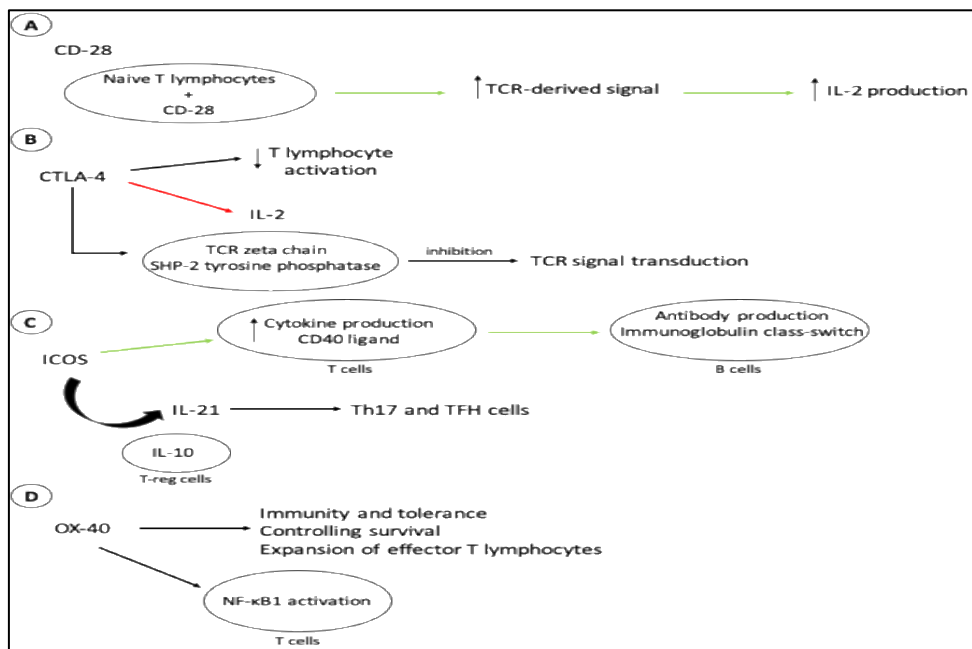 A
CD-28
Naive T lymphocytes
+
CD-28
↑ TCR-derived signal
↑ IL-2 production
B
CTLA-4
↓ T lymphocyte
activation
IL-2
TCR zeta chain
SHP-2 tyrosine phosphatase
inhibition
TCR signal transduction
C
ICOS
↑ Cytokine production
CD40 ligand
T cells
Antibody production
Immunoglobulin class-switch
B cells
IL-21
Th17 and TFH cells
IL-10
T-reg cells
D
OX-40
Immunity and tolerance
Controlling survival
Expansion of effector T lymphocytes
NF-κB1 activation
T cells